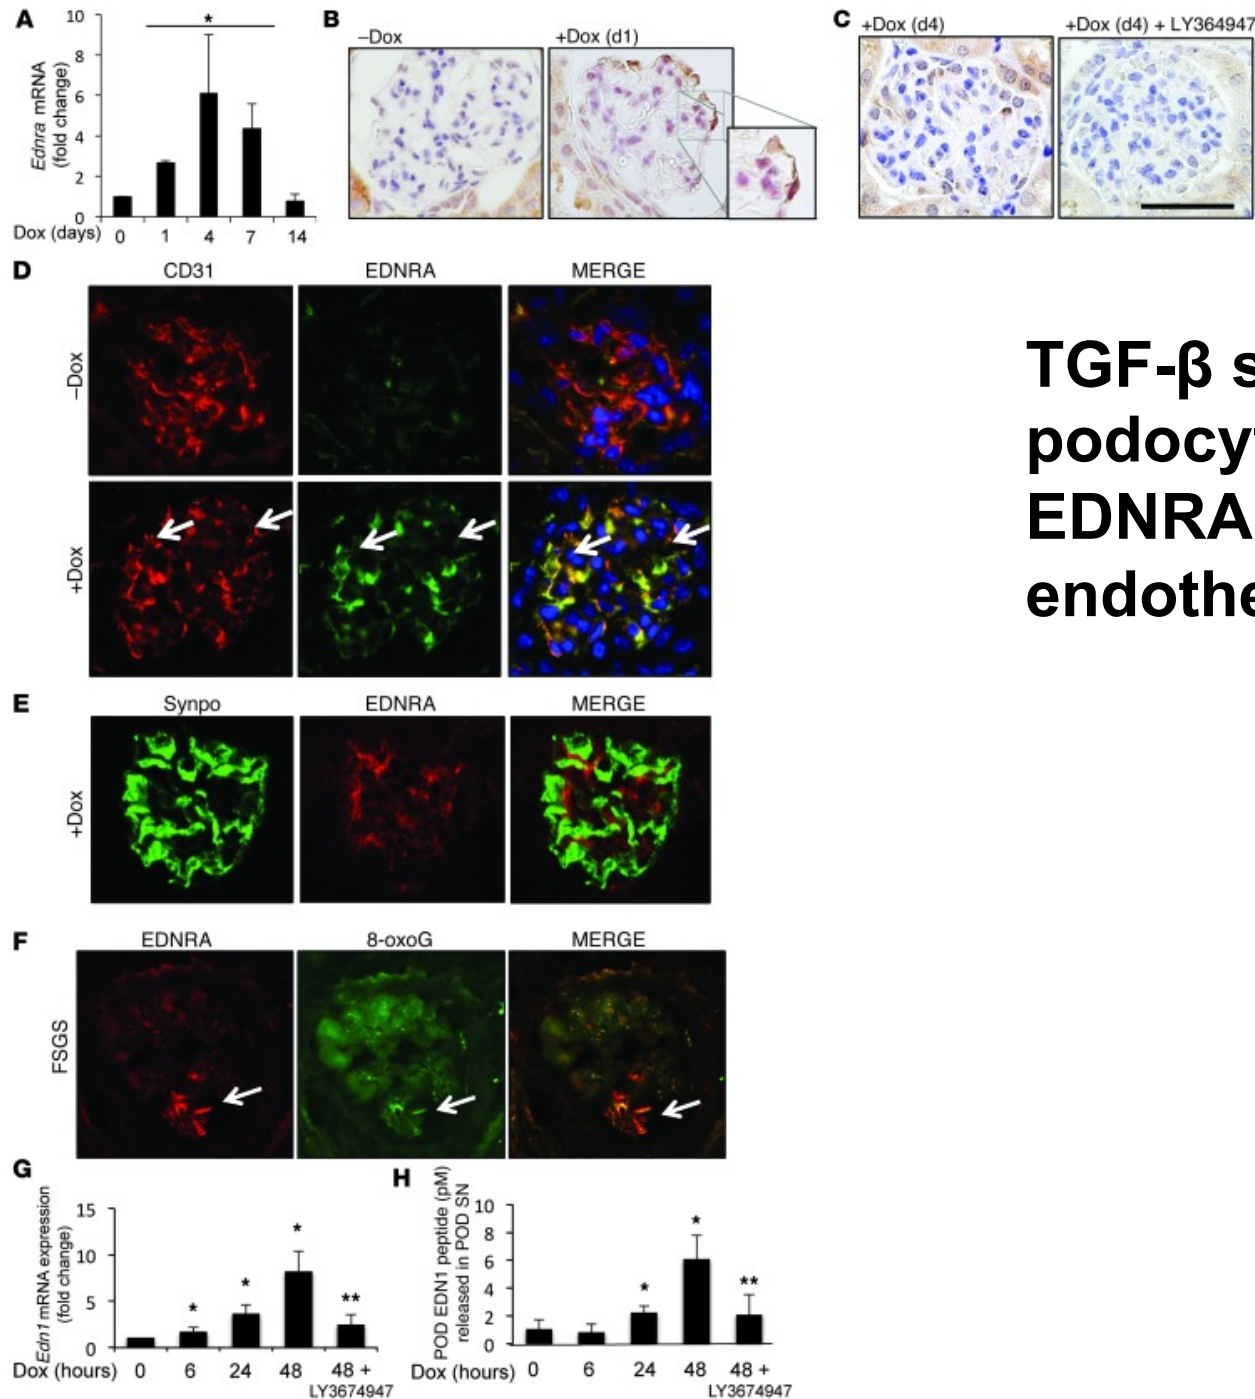 A
10
8
6
4
2
0
Ednra mRNA
(fold change)
*
Dox (days) 0 1 4 7 14
B
–Dox
+Dox (d1)
C
+Dox (d4)
+Dox (d4) + LY364947
D
CD31 EDNRA MERGE
–Dox
+Dox
TGF-β s
EDNRA
E
Synpo EDNRA MERGE
+Dox
F
EDNRA 8-oxoG MERGE
FSGS
G
Edn1 mRNA expression
(fold change)
15
10
5
0
* * * **
Dox (hours) 0 6 24 48 48 +
LY3674947
H
POD EDN1 peptide (pM)
released in POD SN
10
8
6
4
2
0
* * **
Dox (hours) 0 6 24 48 48 +
LY3674947